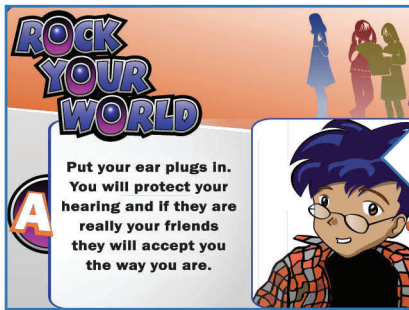 ROCK
YOUR
WORLD
Put your ear plugs in.
You will protect your
hearing and if they are
really your friends
they will accept you
the way you are.
A